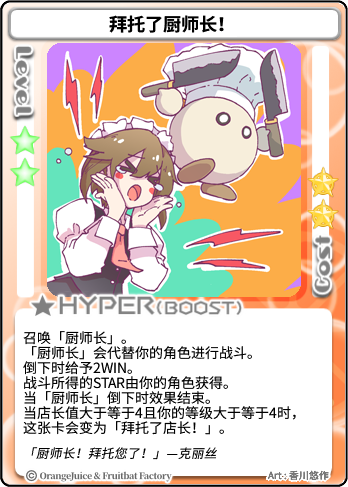 拜托了厨师长！
Level
Cost
HYPER(BOOST)
召唤「厨师长」。
「厨师长」会代替你的角色进行战斗。
倒下时给予2WIN。
战斗所得的STAR由你的角色获得。
当「厨师长」倒下时效果结束。
当店长值大于等于4且你的等级大于等于4时，
这张卡会变为「拜托了店长！」。
「厨师长！拜托您了！」—克丽丝
© OrangeJuice & Fruitbat Factory
Art.: 香川悠作